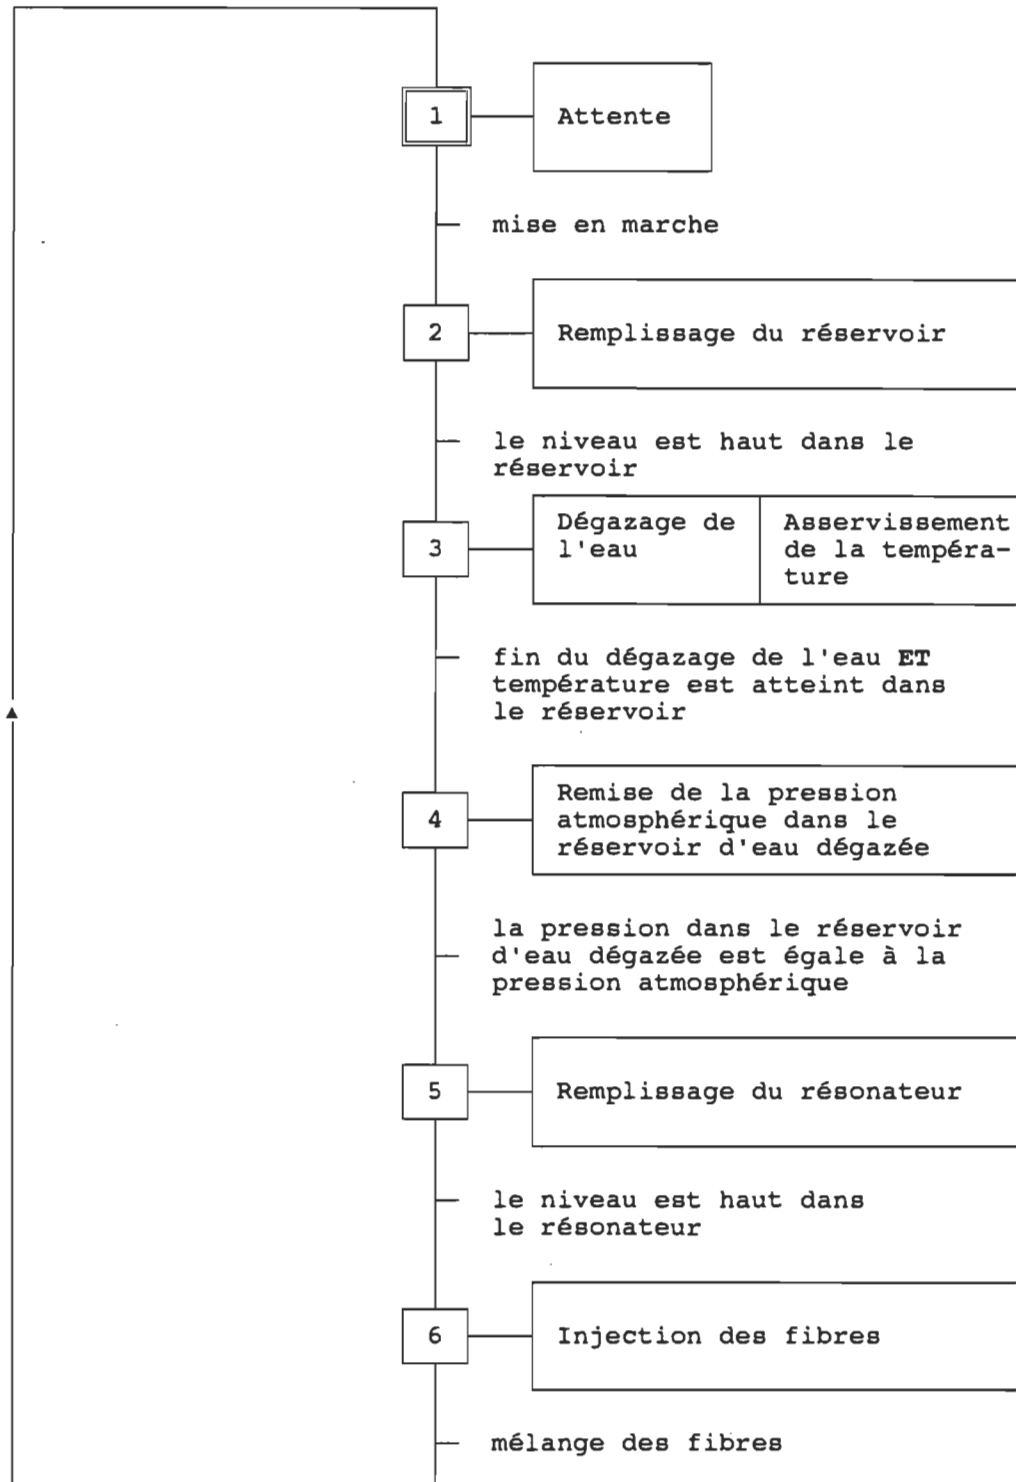 1
Attente
mise en marche
2
Remplissage du réservoir
le niveau est haut dans le
réservoir
3
Dégazage de
l'eau
Asservissement
de la tempéra-
ture
fin du dégazage de l'eau ET
température est atteint dans
le réservoir
4
Remise de la pression
atmosphérique dans le
réservoir d'eau dégazée
la pression dans le réservoir
d'eau dégazée est égale à la
pression atmosphérique
5
Remplissage du résonateur
le niveau est haut dans
le résonateur
6
Injection des fibres
mélange des fibres